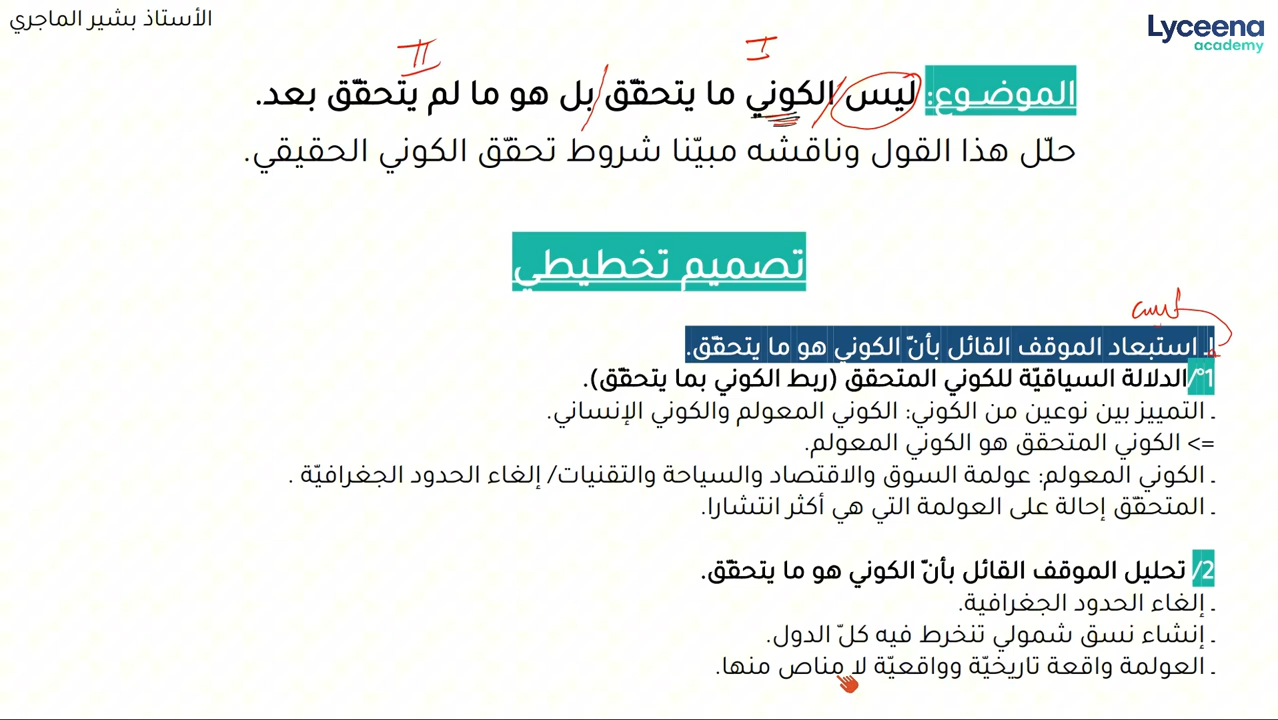 الأستاذ بشير الماجري
Lyceena
academy
I
II
الموضوع: ليس الكوني ما يتحقّق بل هو ما لم يتحقّق بعد.
حلّل هذا القول وناقشه مبيّنا شروط تحقّق الكوني الحقيقي.
تصميم تخطيطي
ليست
I. استبعاد الموقف القائل بأنّ الكوني هو ما يتحقّق.
1°/الدلالة السياقيّة للكوني المتحقق (ربط الكوني بما يتحقّق).
ـ التمييز بين نوعين من الكوني: الكوني المعولم والكوني الإنساني.
=> الكوني المتحقق هو الكوني المعولم.
ـ الكوني المعولم: عولمة السوق والاقتصاد والسياحة والتقنيات/ إلغاء الحدود الجغرافيّة .
ـ المتحقّق إحالة على العولمة التي هي أكثر انتشارا.
2/ تحليل الموقف القائل بأنّ الكوني هو ما يتحقّق.
ـ إلغاء الحدود الجغرافية.
ـ إنشاء نسق شمولي تنخرط فيه كلّ الدول.
ـ العولمة واقعة تاريخيّة وواقعيّة لا مناص منها.